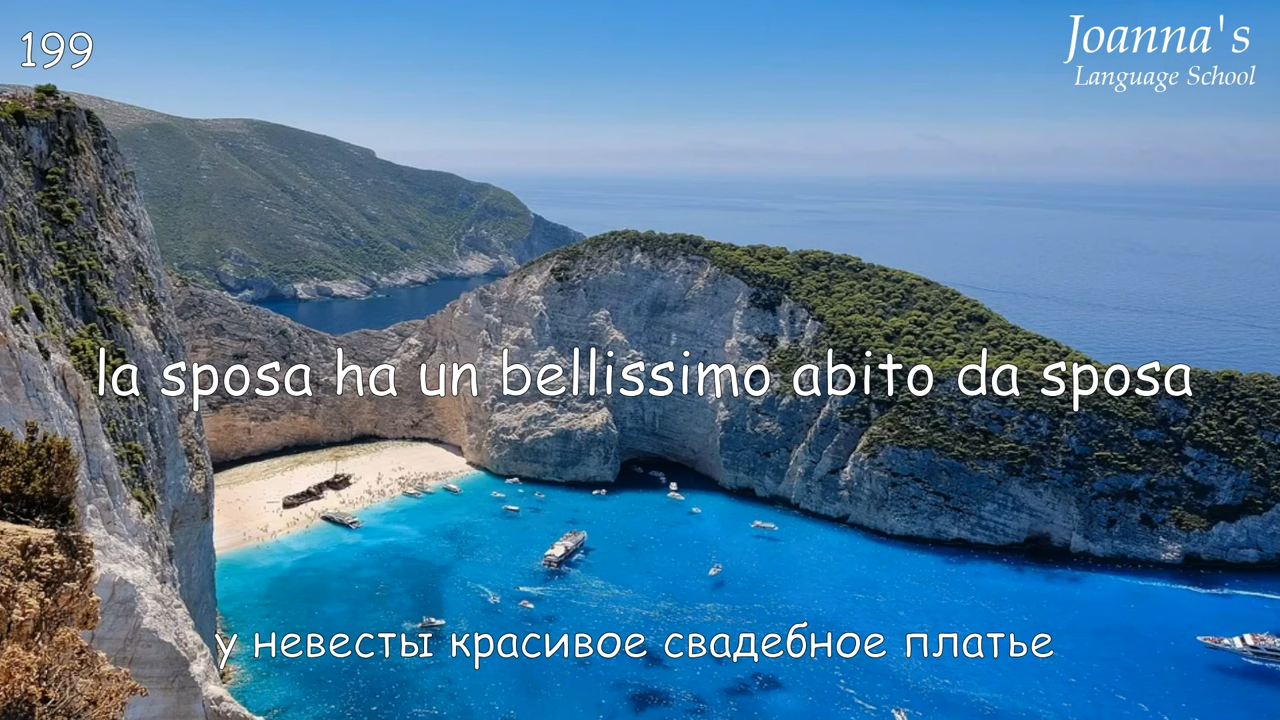 199
Joanna's
Language School
la sposa ha un bellissimo abito da sposa
у невесты красивое свадебное платье